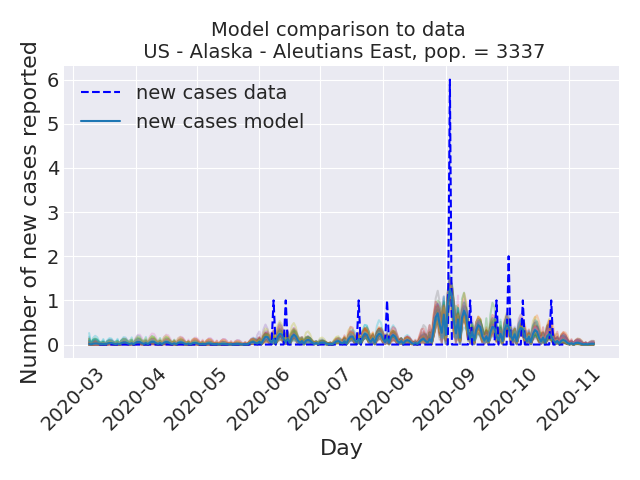 Model comparison to data
US - Alaska - Aleutians East, pop. = 3337
Number of new cases reported
6
5
4
3
2
1
0
new cases data
new cases model
2020-03
2020-04
2020-05
2020-06
2020-07
2020-08
2020-09
2020-10
2020-11
Day